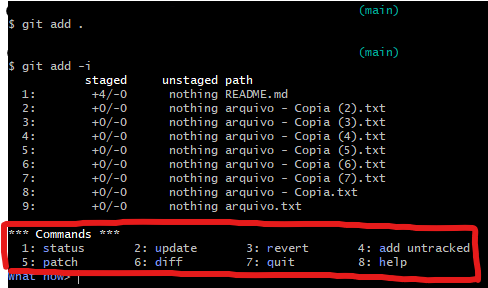 (main)
$ git add .
(main)
$ git add -i
staged unstaged path
1: +4/-0 nothing README.md
2: +0/-0 nothing arquivo - Copia (2).txt
3: +0/-0 nothing arquivo - Copia (3).txt
4: +0/-0 nothing arquivo - Copia (4).txt
5: +0/-0 nothing arquivo - Copia (5).txt
6: +0/-0 nothing arquivo - Copia (6).txt
7: +0/-0 nothing arquivo - Copia (7).txt
8: +0/-0 nothing arquivo - Copia.txt
9: +0/-0 nothing arquivo.txt
*** Commands ***
1: status 2: update 3: revert 4: add untracked
5: patch 6: diff 7: quit 8: help
What now>